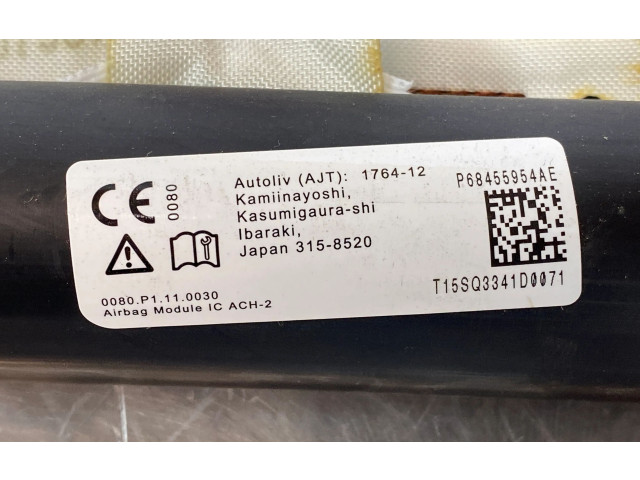 CE 0080
Autoliv (AJT): 1764-12
Kamiinayoshi,
Kasumigaura-shi
Ibaraki,
Japan 315-8520
P68455954AE
T15SQ3341D0071
0080.P1.11.0030
Airbag Module IC ACH-2